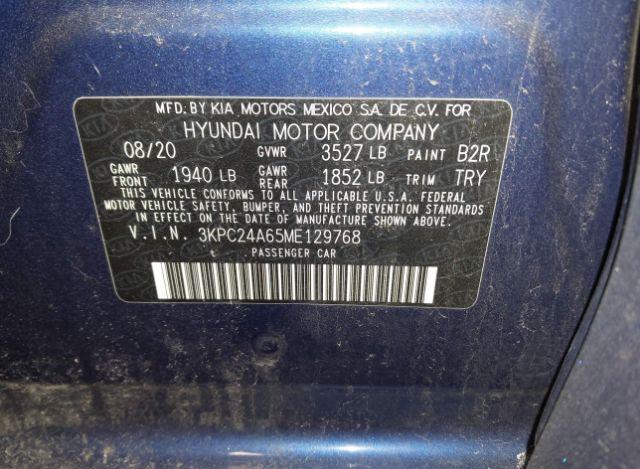 MFD. BY KIA MOTORS MEXICO S.A. DE C.V. FOR
HYUNDAI MOTOR COMPANY
08/20 GVWR 3527 LB PAINT B2R
GAWR FRONT 1940 LB GAWR REAR 1852 LB TRIM TRY
THIS VEHICLE CONFORMS TO ALL APPLICABLE U.S.A. FEDERAL
MOTOR VEHICLE SAFETY, BUMPER, AND THEFT PREVENTION STANDARDS
IN EFFECT ON THE DATE OF MANUFACTURE SHOWN ABOVE.
V.I.N. 3KPC24A65ME129768
PASSENGER CAR